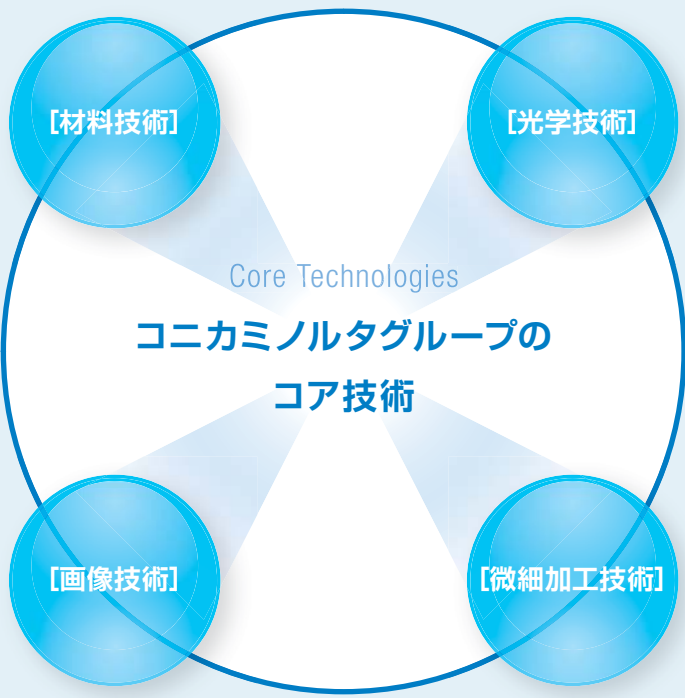 [材料技術]
[光学技術]
Core Technologies
コニカミノルタグループの
コア技術
[画像技術]
[微細加工技術]